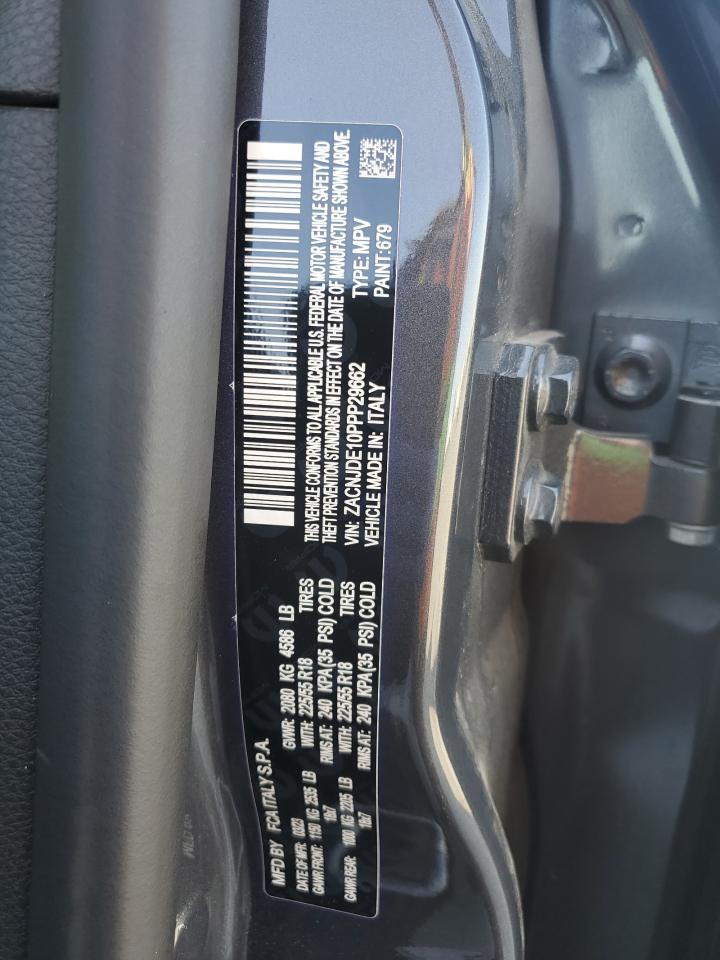 MFD BY FCA ITALY S.P.A.
DATE OF MFR: 03/23 GVWR: 2080 KG 4586 LB
GAWR FRONT: 1150 KG 2535 LB WITH: 225/55 R18 TIRES
18x7 RIMS AT: 240 KPA(35 PSI) COLD
GAWR REAR: 1000 KG 2205 LB WITH: 225/55 R18 TIRES
18x7 RIMS AT: 240 KPA(35 PSI) COLD
THIS VEHICLE CONFORMS TO ALL APPLICABLE U.S. FEDERAL MOTOR VEHICLE SAFETY AND
THEFT PREVENTION STANDARDS IN EFFECT ON THE DATE OF MANUFACTURE SHOWN ABOVE.
VIN: ZACNJDE10PPP29662 TYPE: MPV
VEHICLE MADE IN: ITALY PAINT: 679